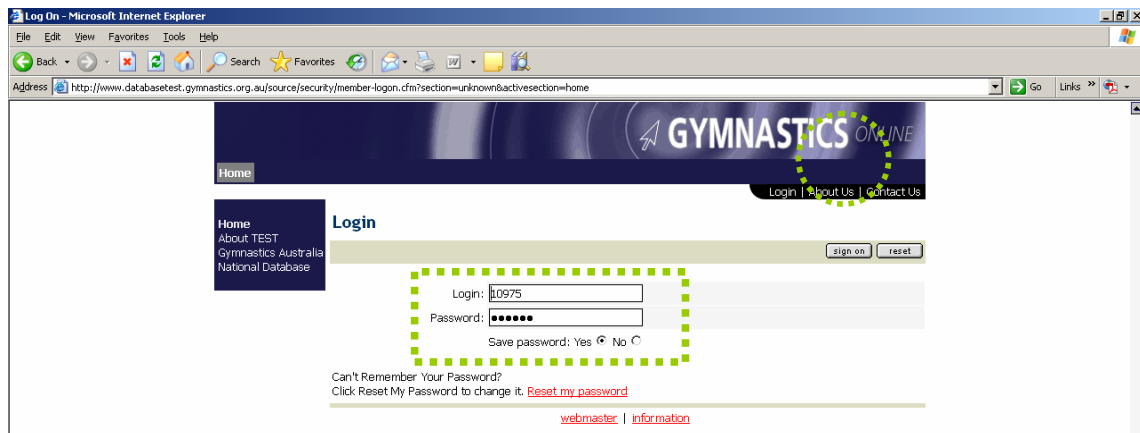 Log On - Microsoft Internet Explorer
File Edit View Favorites Tools Help
Back Search Favorites
Address http://www.databasetest.gymnastics.org.au/source/security/member-logon.cfm?section=unknown&activesection=home Go Links »
GYMNASTICS ONLINE
Home
Login | About Us | Contact Us
Home
About TEST
Gymnastics Australia
National Database
Login
sign on reset
Login: 10975
Password: ●●●●●●
Save password: Yes No
Can't Remember Your Password?
Click Reset My Password to change it. Reset my password
webmaster | information